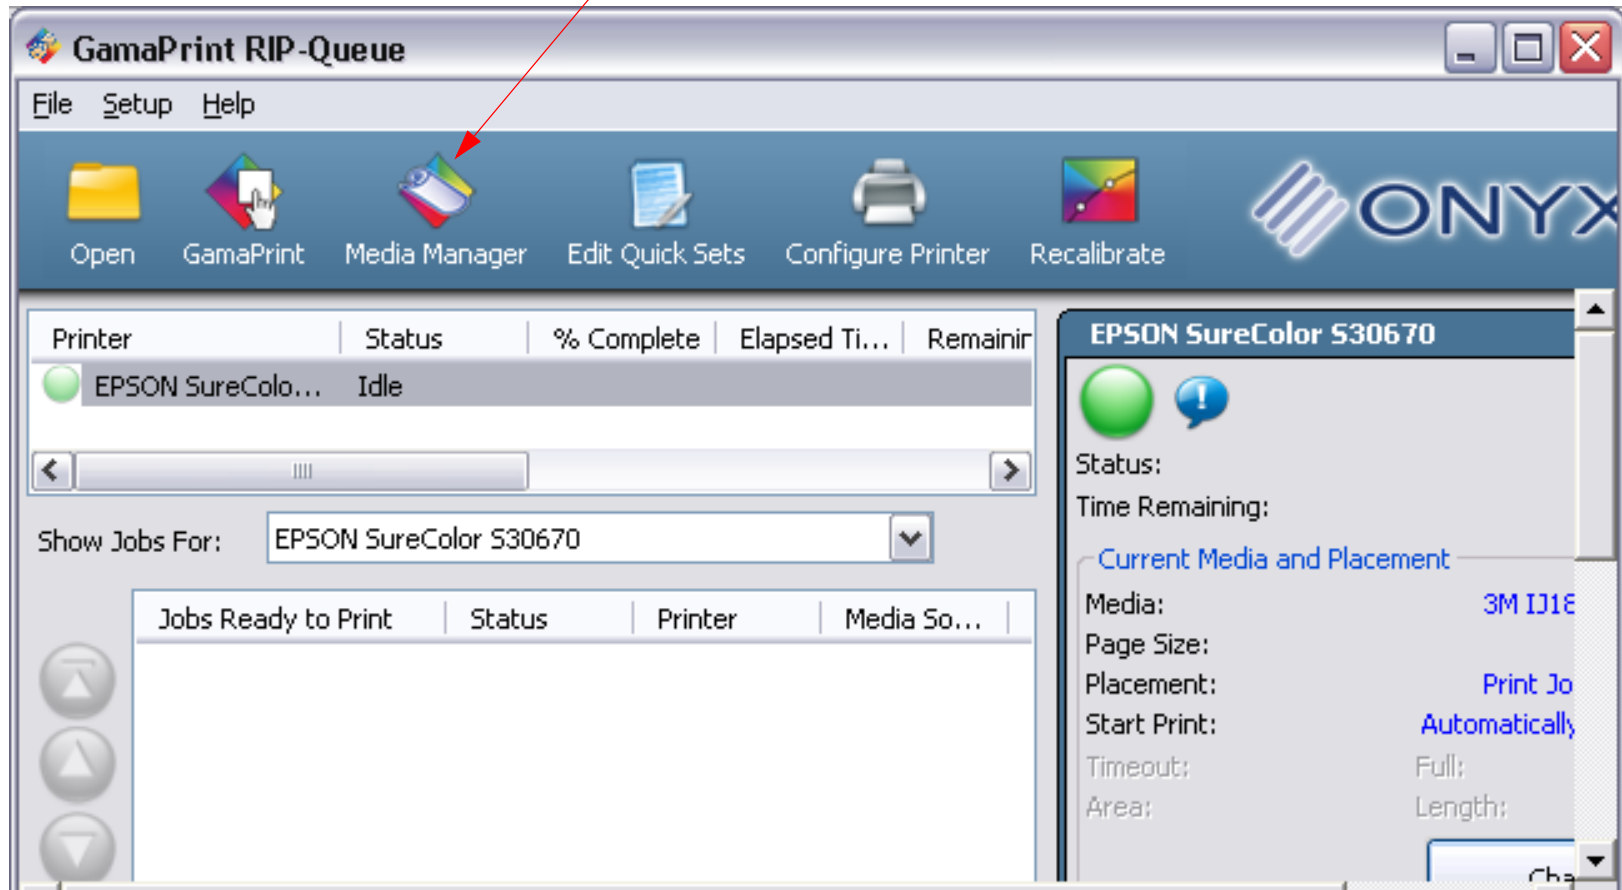 GamaPrint RIP-Queue
File Setup Help
Open GamaPrint Media Manager Edit Quick Sets Configure Printer Recalibrate ONYX
Printer Status % Complete Elapsed Ti... Remainin
EPSON SureColo... Idle
Show Jobs For: EPSON SureColor S30670
Jobs Ready to Print Status Printer Media So...
EPSON SureColor S30670
Status:
Time Remaining:
Current Media and Placement
Media: 3M IJ18
Page Size:
Placement: Print Jo
Start Print: Automatically
Timeout: Full:
Area: Length:
Cha